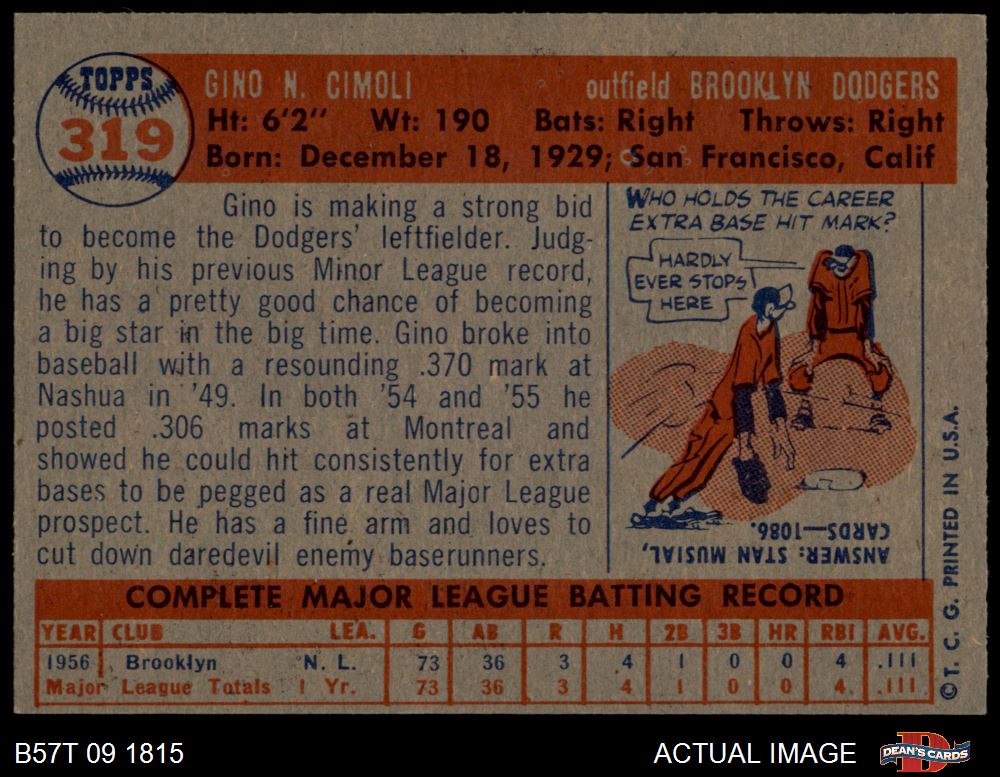 TOPPS
319
GINO N. CIMOLI outfield BROOKLYN DODGERS
Ht: 6'2" Wt: 190 Bats: Right Throws: Right
Born: December 18, 1929; San Francisco, Calif
Gino is making a strong bid
to become the Dodgers' leftfielder. Judg-
ing by his previous Minor League record,
he has a pretty good chance of becoming
a big star in the big time. Gino broke into
baseball with a resounding .370 mark at
Nashua in '49. In both '54 and '55 he
posted .306 marks at Montreal and
showed he could hit consistently for extra
bases to be pegged as a real Major League
prospect. He has a fine arm and loves to
cut down daredevil enemy baserunners.
WHO HOLDS THE CAREER
EXTRA BASE HIT MARK?
HARDLY
EVER STOPS
HERE
ANSWER: STAN MUSIAL,
CARDS—1086.
COMPLETE MAJOR LEAGUE BATTING RECORD
YEAR CLUB LEA. G AB R H 2B 3B HR RBI AVG.
1956 Brooklyn N. L. 73 36 3 4 1 0 0 4 .111
Major League Totals 1 Yr. 73 36 3 4 1 0 0 4 .111
© T. C. G. PRINTED IN U.S.A.
B57T 09 1815 ACTUAL IMAGE
DEAN'S CARDS